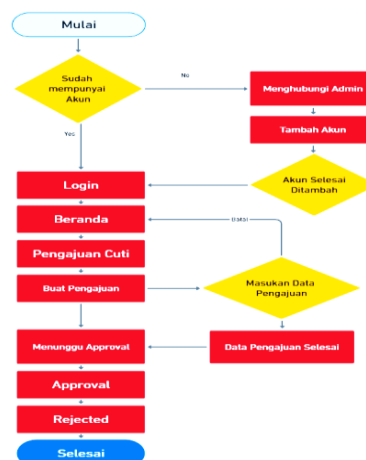 Mulai
Sudah
mempunyai
Akun
No
Menghubungi Admin
Tambah Akun
Yes
Akun Selesai
Ditambah
Login
Beranda
Batal
Pengajuan Cuti
Buat Pengajuan
Masukan Data
Pengajuan
Menunggu Approval
Data Pengajuan Selesai
Approval
Rejected
Selesai